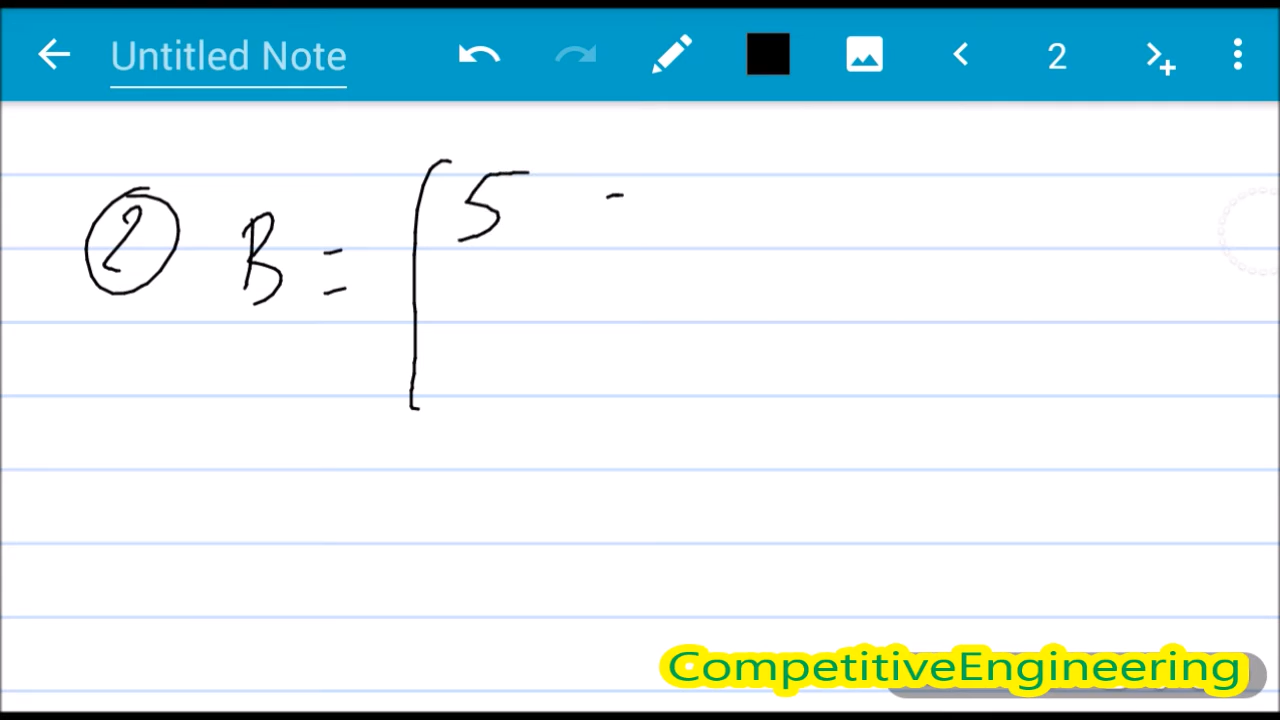 Untitled Note 2
② B = [ 5 -
CompetitiveEngineering